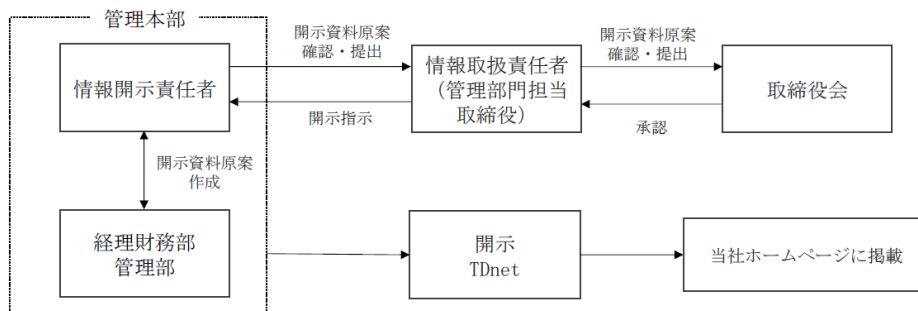 管理本部
情報開示責任者
開示資料原案
確認・提出
情報取扱責任者
（管理部門担当
取締役）
開示資料原案
確認・提出
取締役会
開示指示
承認
開示資料原案
作成
経理財務部
管理部
開示
TDnet
当社ホームページに掲載